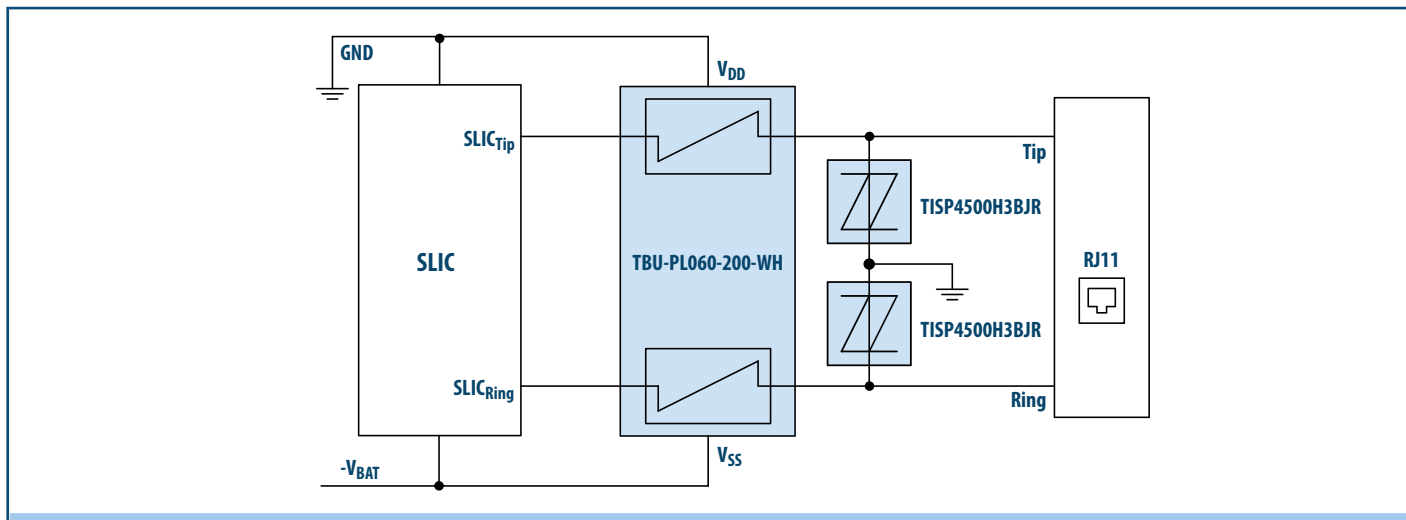 GND
V_DD
SLIC_Tip
Tip
TISP4500H3BJR
SLIC
TBU-PL060-200-WH
RJ11
TISP4500H3BJR
SLIC_Ring
Ring
V_SS
-V_BAT